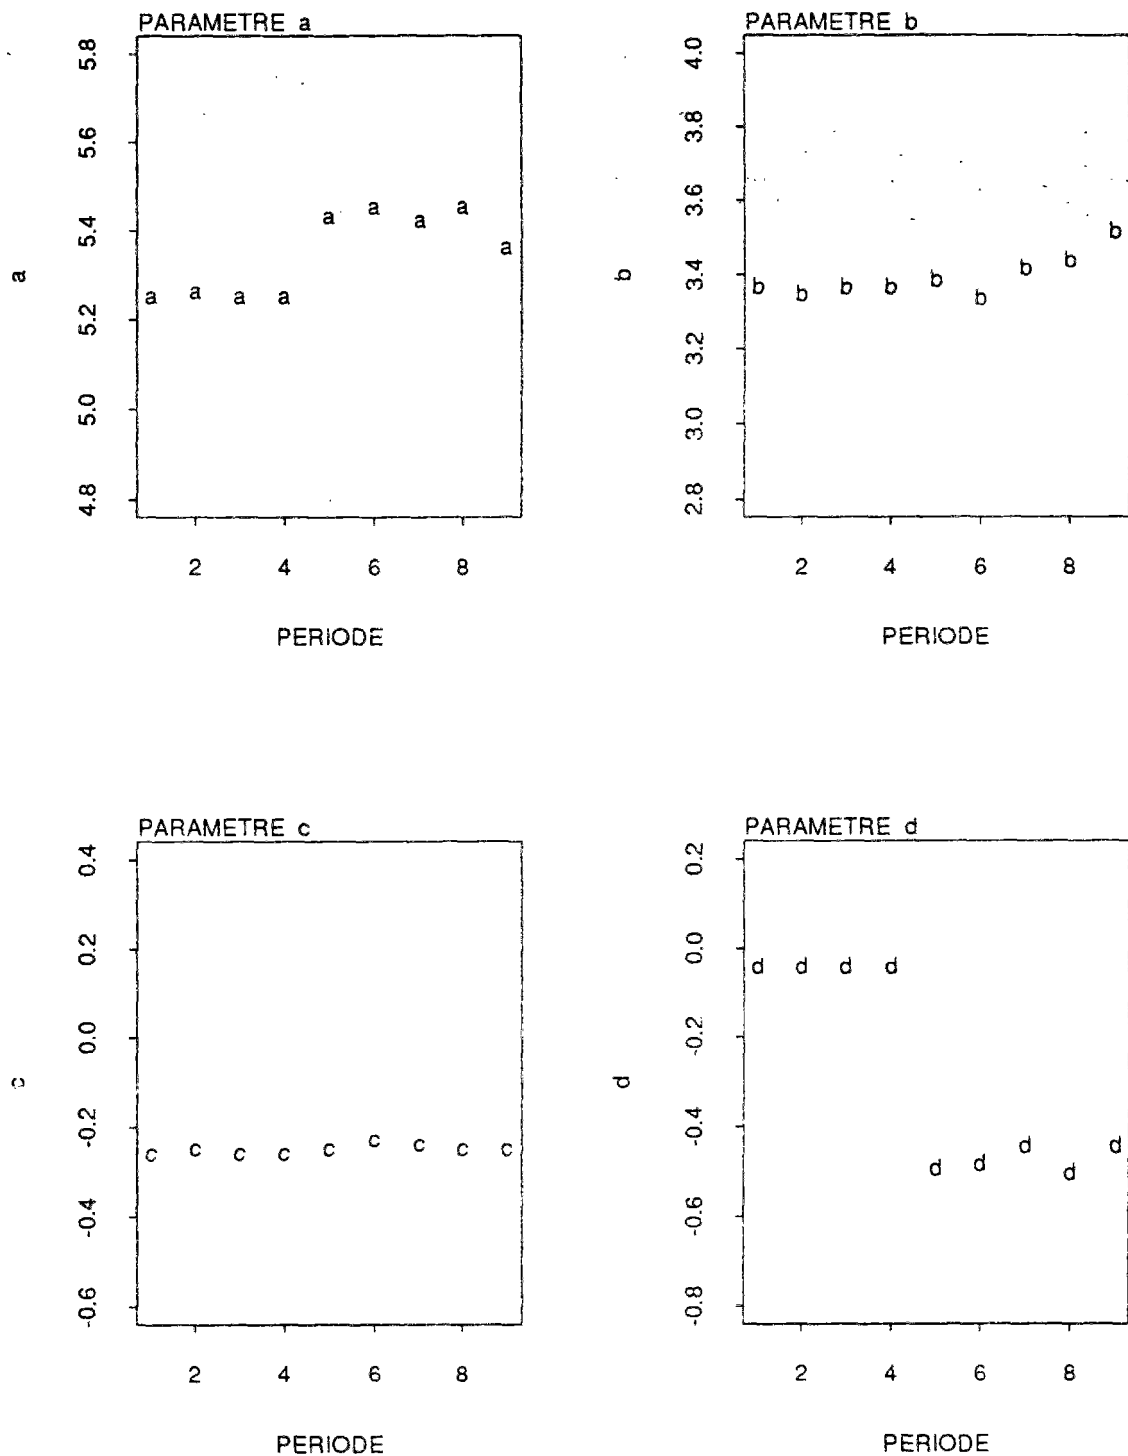 PARAMETRE a
a
5.8
5.6
5.4
5.2
5.0
4.8
a a a a a a a a a
2 4 6 8
PERIODE
PARAMETRE b
b
4.0
3.8
3.6
3.4
3.2
3.0
2.8
b b b b b b b b b
2 4 6 8
PERIODE
PARAMETRE c
c
0.4
0.2
0.0
-0.2
-0.4
-0.6
c c c c c c c c c
2 4 6 8
PERIODE
PARAMETRE d
d
0.2
0.0
-0.2
-0.4
-0.6
-0.8
d d d d d d d d d
2 4 6 8
PERIODE